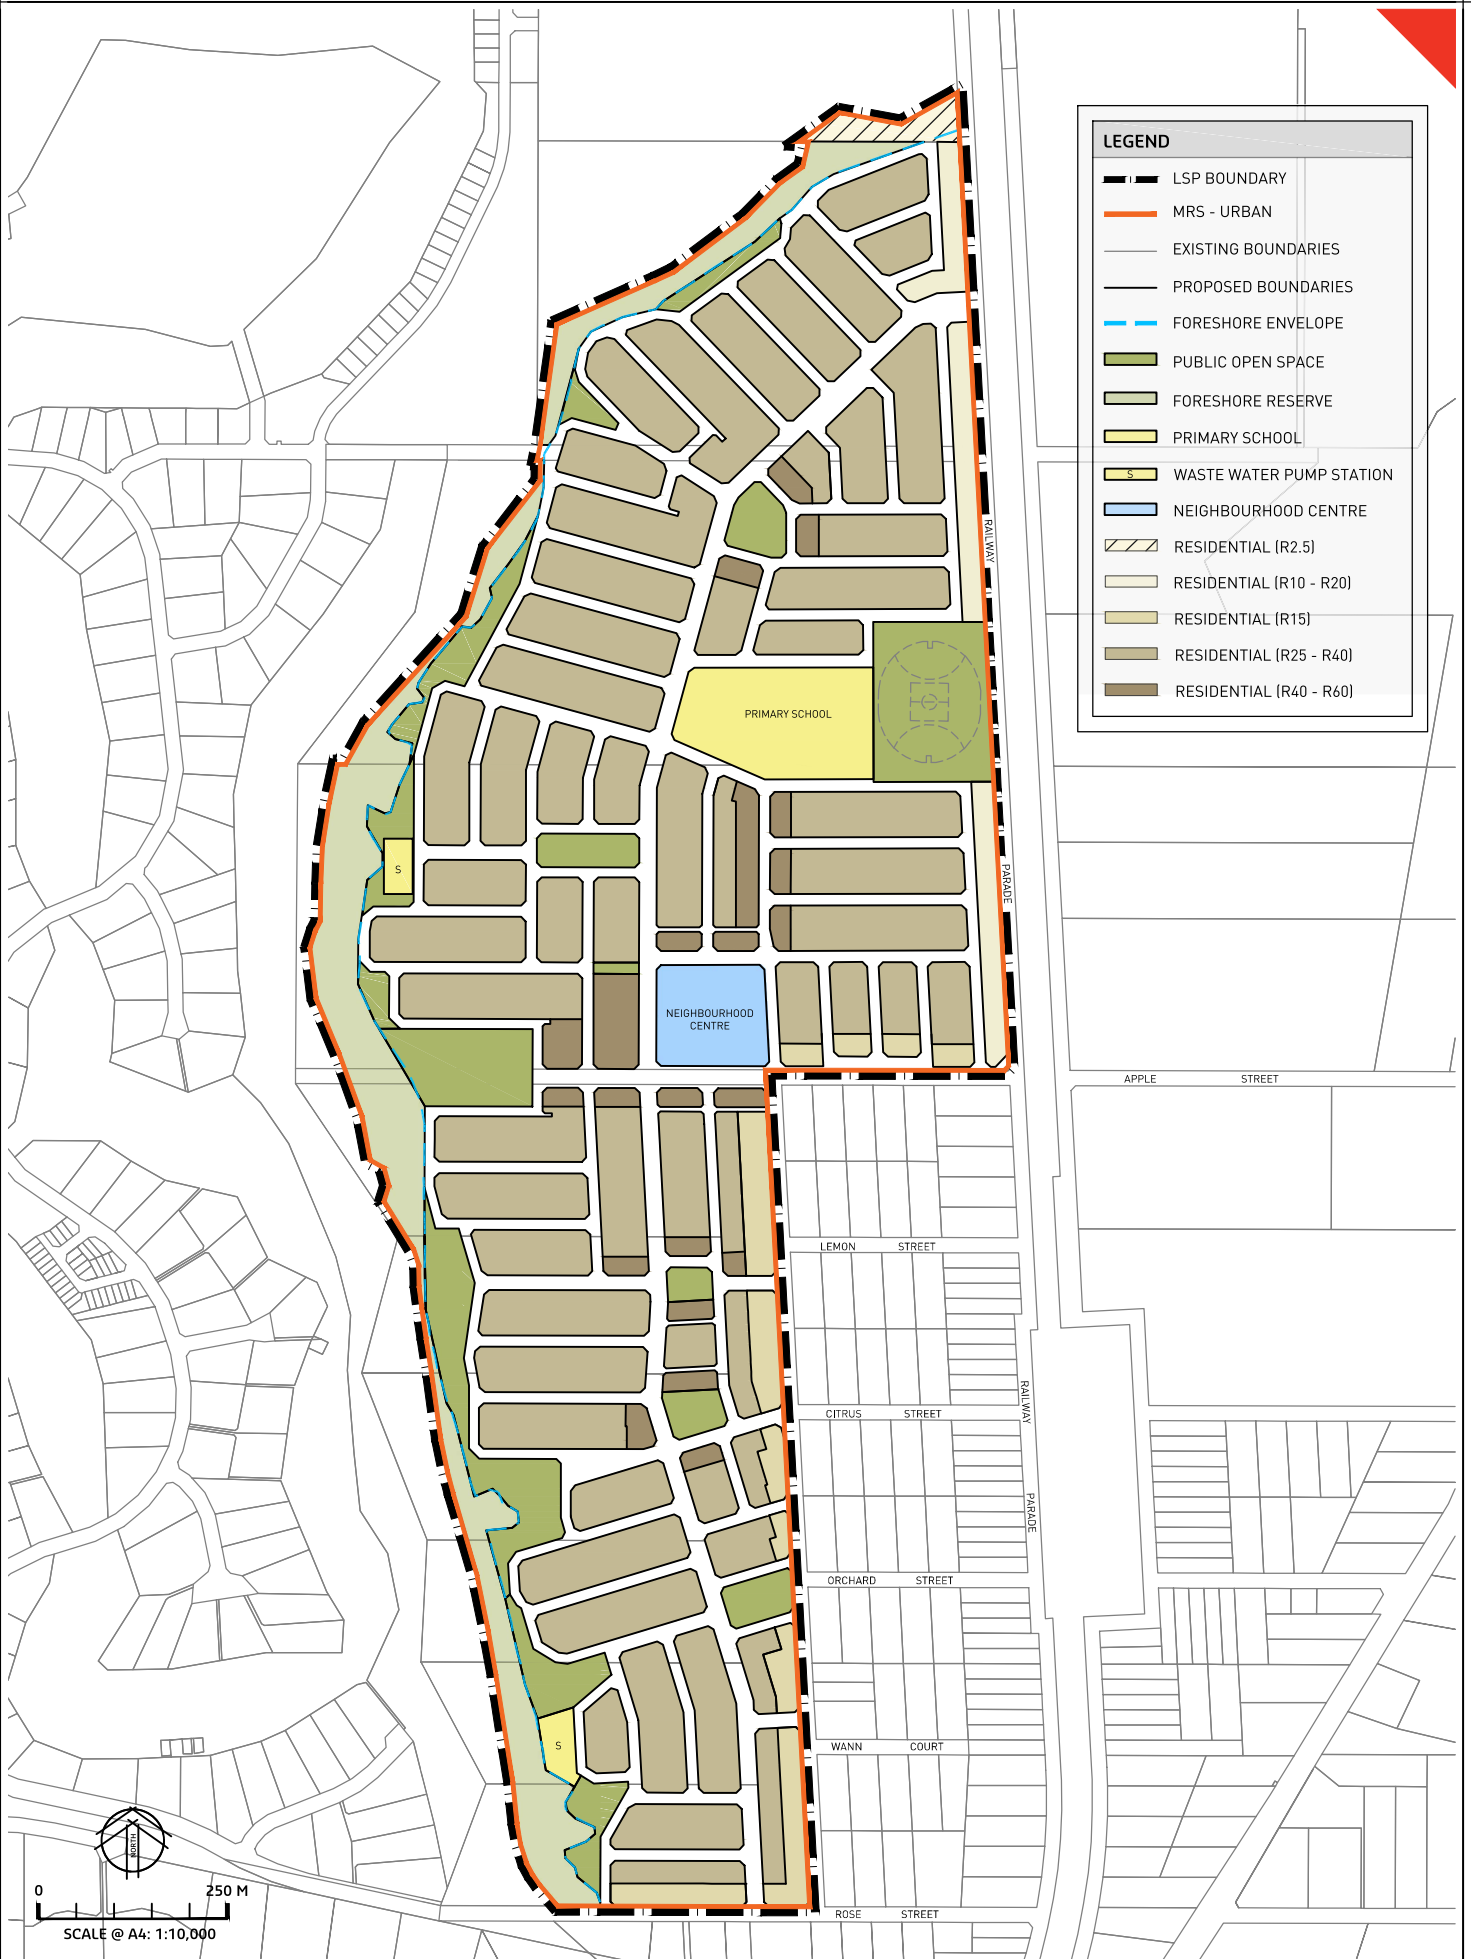 LEGEND
LSP BOUNDARY
MRS - URBAN
EXISTING BOUNDARIES
PROPOSED BOUNDARIES
FORESHORE ENVELOPE
PUBLIC OPEN SPACE
FORESHORE RESERVE
PRIMARY SCHOOL
S WASTE WATER PUMP STATION
NEIGHBOURHOOD CENTRE
RESIDENTIAL (R2.5)
RESIDENTIAL (R10 - R20)
RESIDENTIAL (R15)
RESIDENTIAL (R25 - R40)
RESIDENTIAL (R40 - R60)
RAILWAY
PRIMARY SCHOOL
S
PARADE
NEIGHBOURHOOD
CENTRE
APPLE STREET
LEMON STREET
RAILWAY
CITRUS STREET
PARADE
ORCHARD STREET
S
WANN COURT
NORTH
0 250 M
SCALE @ A4: 1:10,000
ROSE STREET